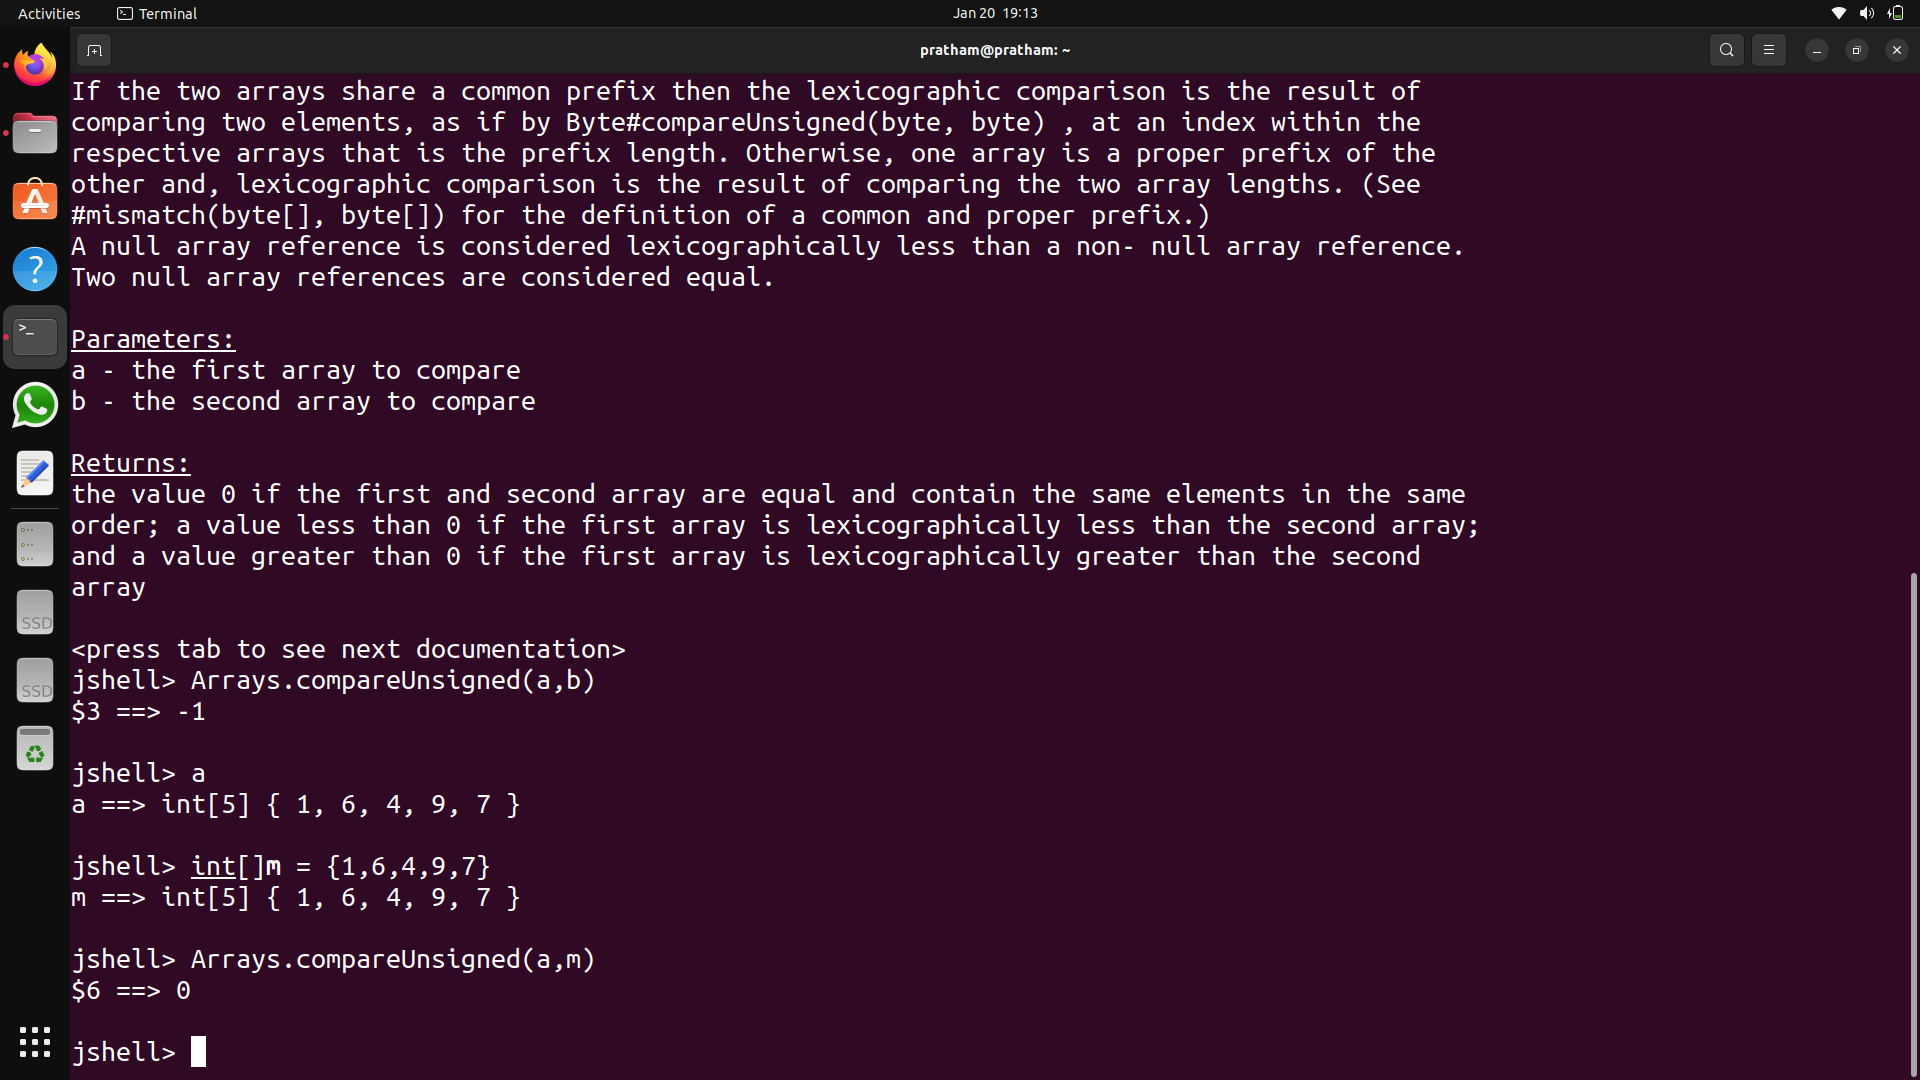 Activities
Terminal
Jan 20 19:13
pratham@pratham: ~
If the two arrays share a common prefix then the lexicographic comparison is the result of
comparing two elements, as if by Byte#compareUnsigned(byte, byte) , at an index within the
respective arrays that is the prefix length. Otherwise, one array is a proper prefix of the
other and, lexicographic comparison is the result of comparing the two array lengths. (See
#mismatch(byte[], byte[]) for the definition of a common and proper prefix.)
A null array reference is considered lexicographically less than a non- null array reference.
Two null array references are considered equal.
Parameters:
a - the first array to compare
b - the second array to compare
Returns:
the value 0 if the first and second array are equal and contain the same elements in the same
order; a value less than 0 if the first array is lexicographically less than the second array;
and a value greater than 0 if the first array is lexicographically greater than the second
array
<press tab to see next documentation>
jshell> Arrays.compareUnsigned(a,b)
$3 ==> -1
jshell> a
a ==> int[5] { 1, 6, 4, 9, 7 }
jshell> int[]m = {1,6,4,9,7}
m ==> int[5] { 1, 6, 4, 9, 7 }
jshell> Arrays.compareUnsigned(a,m)
$6 ==> 0
jshell>
SSD
SSD